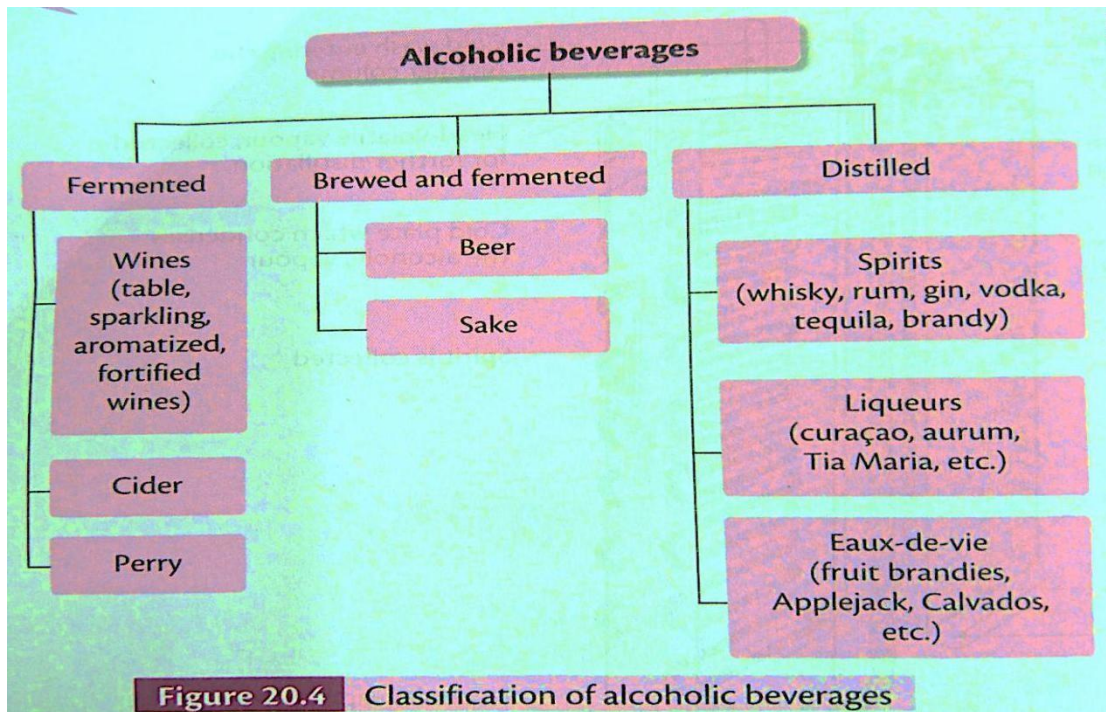 Alcoholic beverages
Fermented
Brewed and fermented
Distilled
Wines
(table,
sparkling,
aromatized,
fortified
wines)
Cider
Perry
Beer
Sake
Spirits
(whisky, rum, gin, vodka,
tequila, brandy)
Liqueurs
(curaçao, aurum,
Tia Maria, etc.)
Eaux-de-vie
(fruit brandies,
Applejack, Calvados,
etc.)
Figure 20.4 Classification of alcoholic beverages